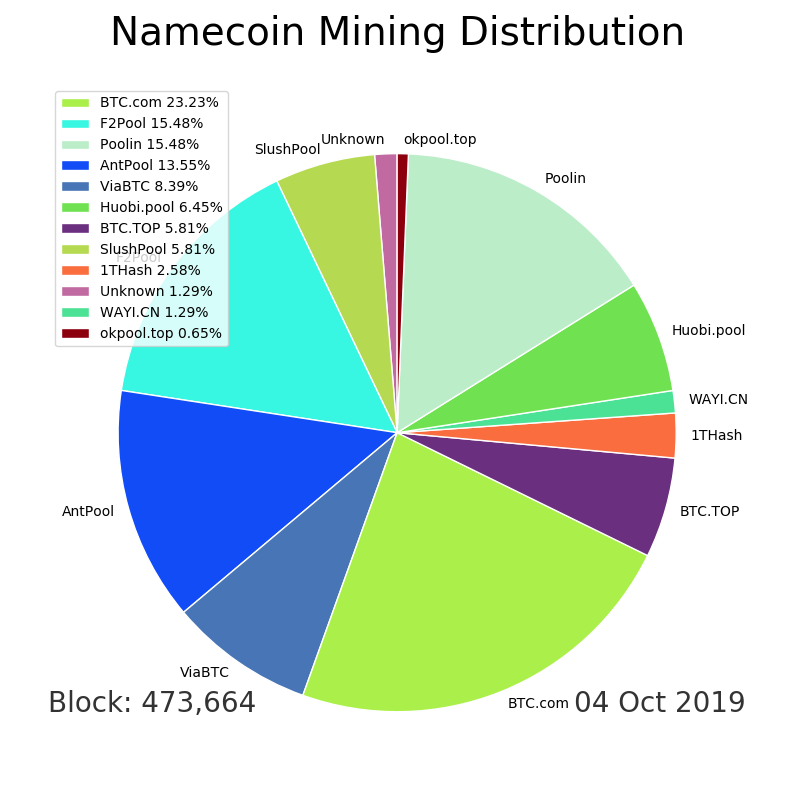 Namecoin Mining Distribution
BTC.com 23.23%
F2Pool 15.48%
Poolin 15.48%
AntPool 13.55%
ViaBTC 8.39%
Huobi.pool 6.45%
BTC.TOP 5.81%
SlushPool 5.81%
1THash 2.58%
Unknown 1.29%
WAYI.CN 1.29%
okpool.top 0.65%
Unknown
okpool.top
SlushPool
Poolin
F2Pool
Huobi.pool
WAYI.CN
1THash
AntPool
BTC.TOP
ViaBTC
BTC.com
Block: 473,664
04 Oct 2019